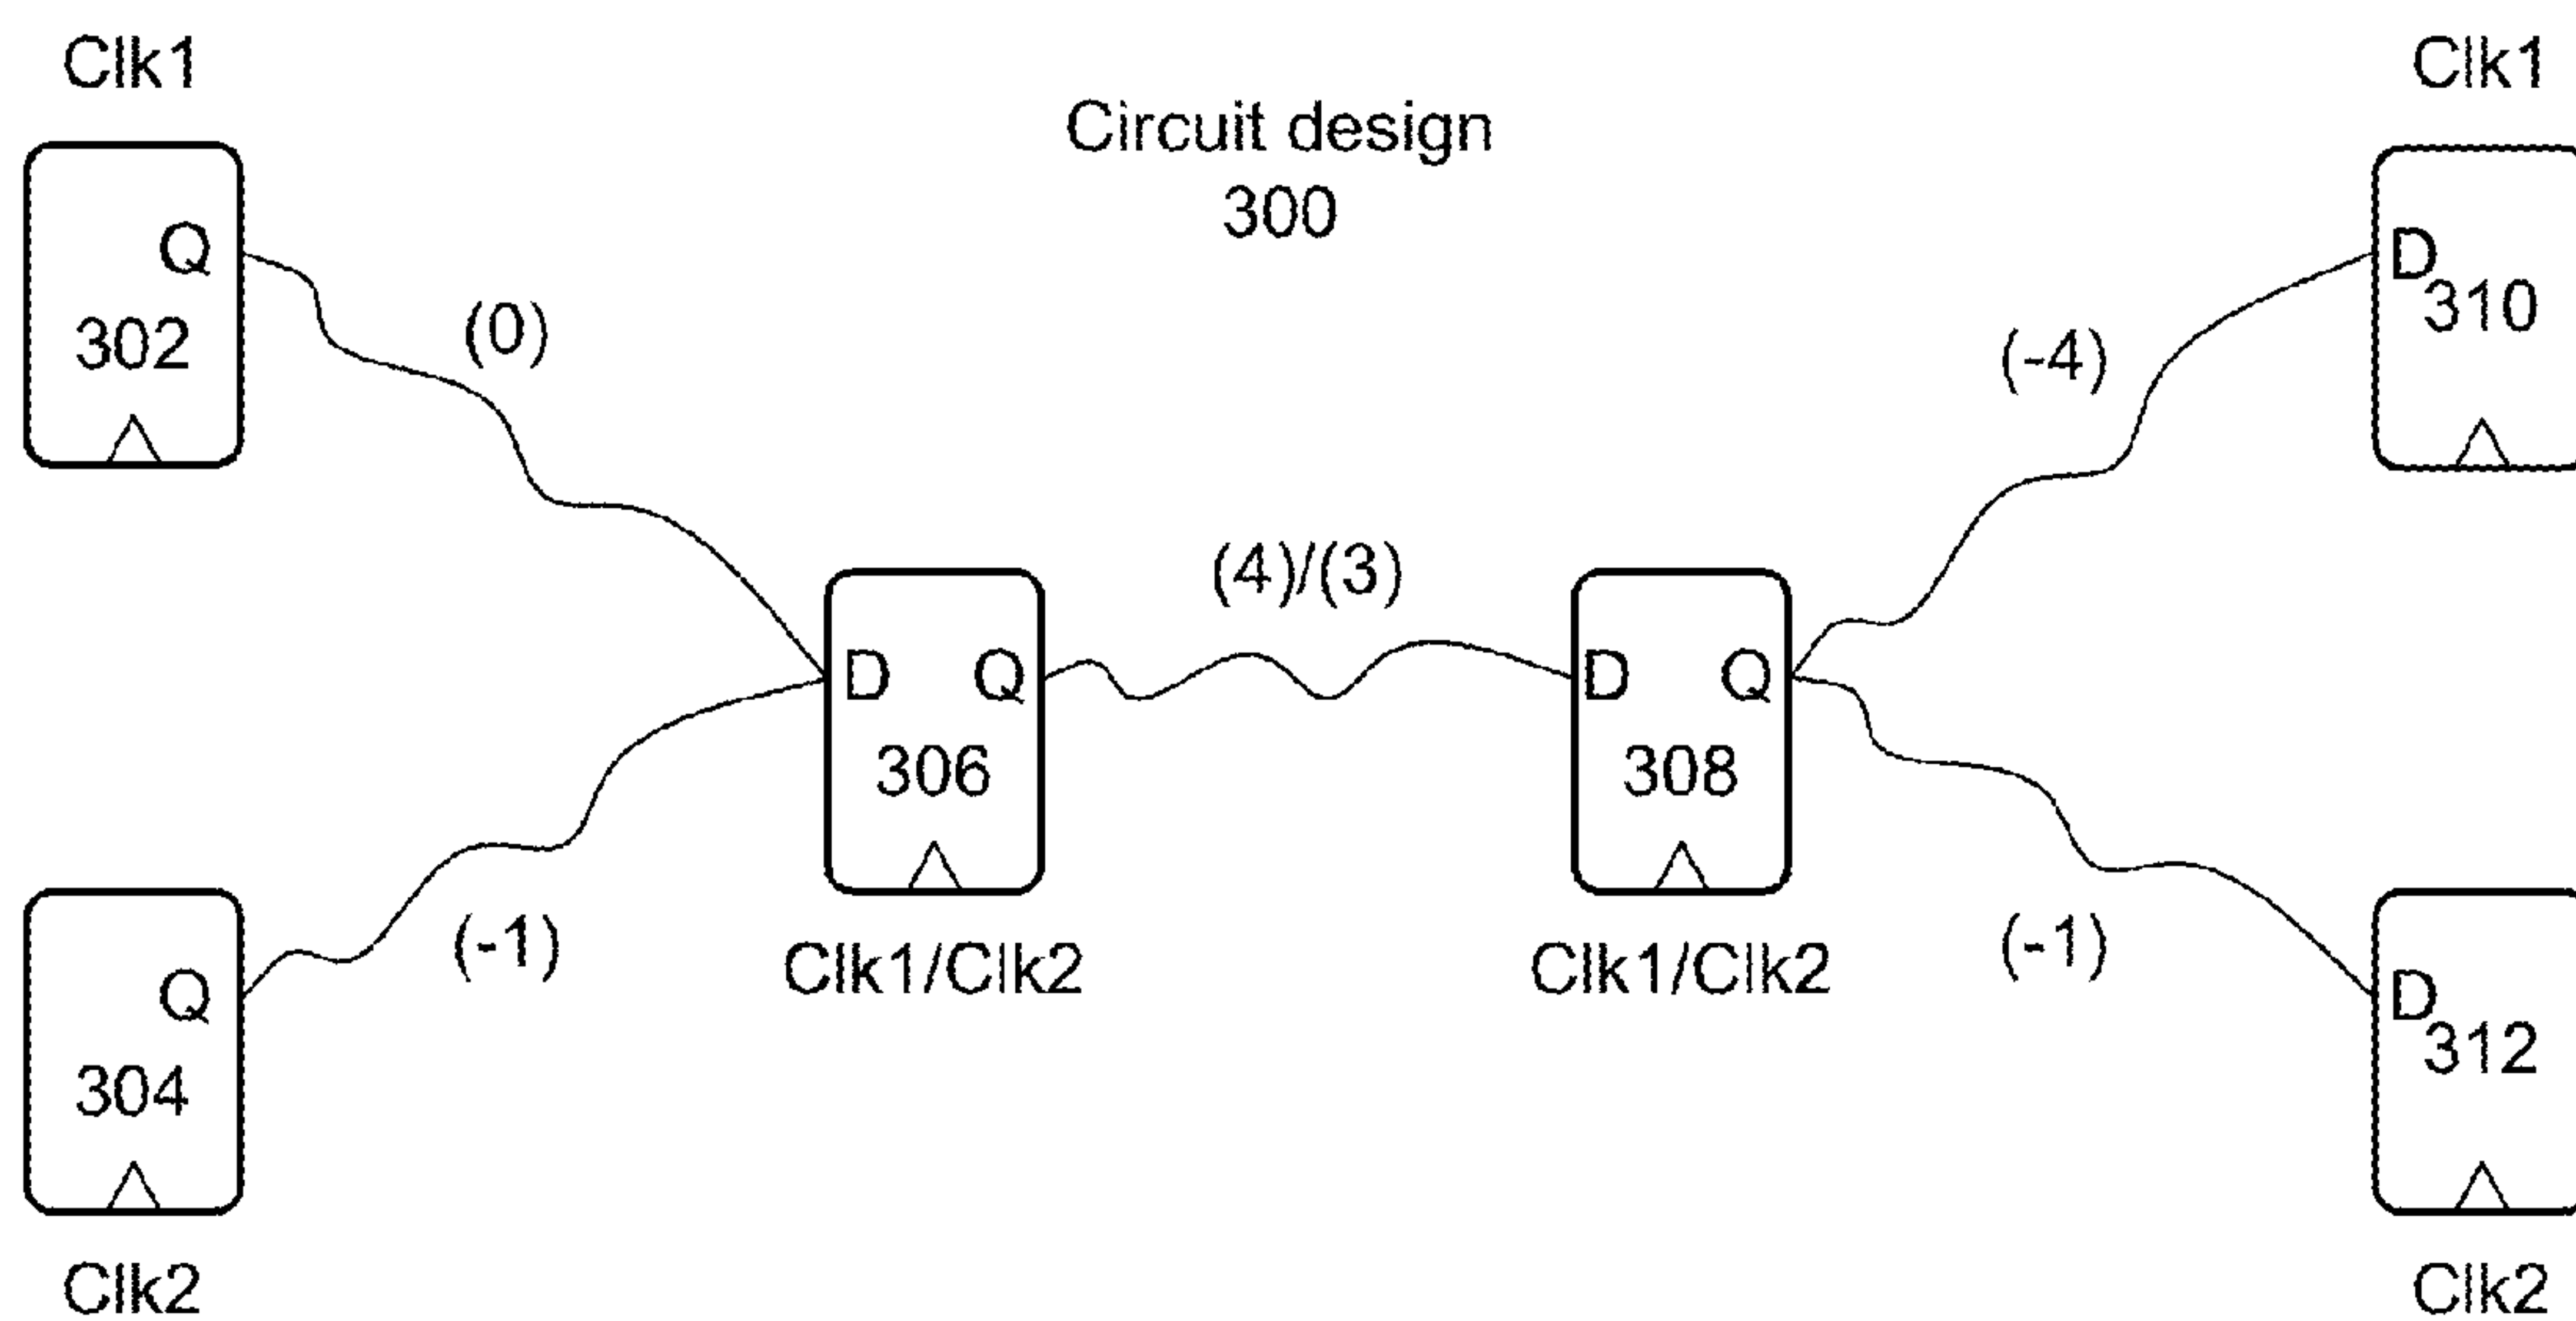 Clk1
Clk1
Circuit design
300
Q
302
(0)
D
310
(-4)
(4)/(3)
D Q
306
D Q
308
(-1)
Clk1/Clk2
Clk1/Clk2
(-1)
Q
304
D
312
Clk2
Clk2